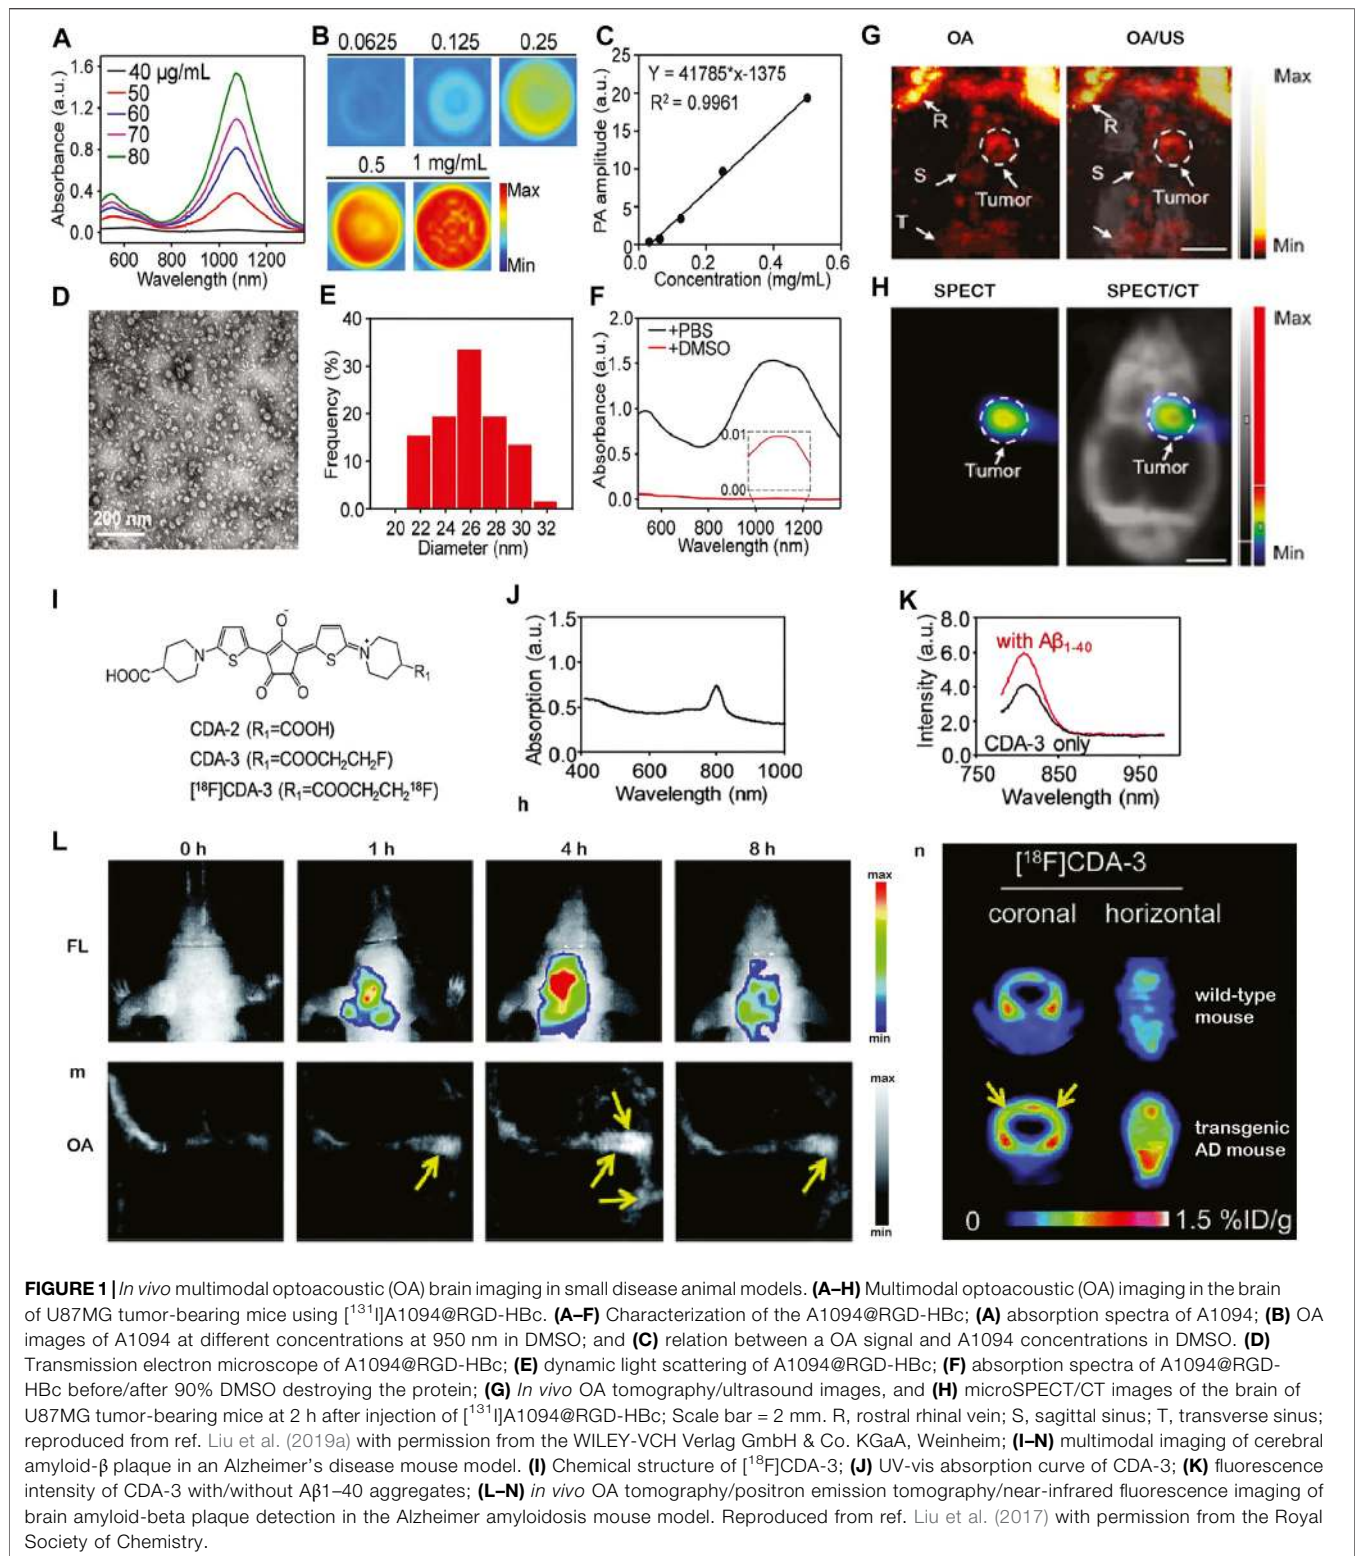 A
1.6
1.2
0.8
0.4
0.0
Absorbance (a.u.)
40 µg/mL
50
60
70
80
600 800 1000 1200
Wavelength (nm)
B
0.0625 0.125 0.25
0.5 1 mg/mL
Max
Min
C
25
20
15
10
5
0
PA amplitude (a.u.)
Y = 41785*x-1375
R² = 0.9961
0.0 0.2 0.4 0.6
Concentration (mg/mL)
G
OA OA/US
R
S
T
Tumor
R
S
Tumor
Max
Min
D
200 nm
E
40
30
20
10
0.0
Frequency (%)
20 22 24 26 28 30 32
Diameter (nm)
F
2.0
1.5
1.0
0.5
0.0
Absorbance (a.u.)
+PBS
+DMSO
0.01
0.00
600 800 1000 1200
Wavelength (nm)
H
SPECT SPECT/CT
Tumor
Tumor
Max
Min
I
HOOC
N
S
O⁻
O O
S
N⁺
R₁
CDA-2 (R₁=COOH)
CDA-3 (R₁=COOCH₂CH₂F)
[¹⁸F]CDA-3 (R₁=COOCH₂CH₂¹⁸F)
J
1.5
1.0
0.5
0.0
Absorption (a.u.)
400 600 800 1000
Wavelength (nm)
h
K
8.0
6.0
4.0
2.0
0.0
Intensity (a.u.)
with Aβ₁₋₄₀
CDA-3 only
750 850 950
Wavelength (nm)
L
0 h 1 h 4 h 8 h
FL
max
min
m
OA
max
min
n
[¹⁸F]CDA-3
coronal horizontal
wild-type
mouse
transgenic
AD mouse
0 1.5 %ID/g
FIGURE 1 | In vivo multimodal optoacoustic (OA) brain imaging in small disease animal models. (A–H) Multimodal optoacoustic (OA) imaging in the brain
of U87MG tumor-bearing mice using [¹³¹I]A1094@RGD-HBc. (A–F) Characterization of the A1094@RGD-HBc; (A) absorption spectra of A1094; (B) OA
images of A1094 at different concentrations at 950 nm in DMSO; and (C) relation between a OA signal and A1094 concentrations in DMSO. (D)
Transmission electron microscope of A1094@RGD-HBc; (E) dynamic light scattering of A1094@RGD-HBc; (F) absorption spectra of A1094@RGD-
HBc before/after 90% DMSO destroying the protein; (G) In vivo OA tomography/ultrasound images, and (H) microSPECT/CT images of the brain of
U87MG tumor-bearing mice at 2 h after injection of [¹³¹I]A1094@RGD-HBc; Scale bar = 2 mm. R, rostral rhinal vein; S, sagittal sinus; T, transverse sinus;
reproduced from ref. Liu et al. (2019a) with permission from the WILEY-VCH Verlag GmbH & Co. KGaA, Weinheim; (I–N) multimodal imaging of cerebral
amyloid-β plaque in an Alzheimer's disease mouse model. (I) Chemical structure of [¹⁸F]CDA-3; (J) UV-vis absorption curve of CDA-3; (K) fluorescence
intensity of CDA-3 with/without Aβ1–40 aggregates; (L–N) in vivo OA tomography/positron emission tomography/near-infrared fluorescence imaging of
brain amyloid-beta plaque detection in the Alzheimer amyloidosis mouse model. Reproduced from ref. Liu et al. (2017) with permission from the Royal
Society of Chemistry.